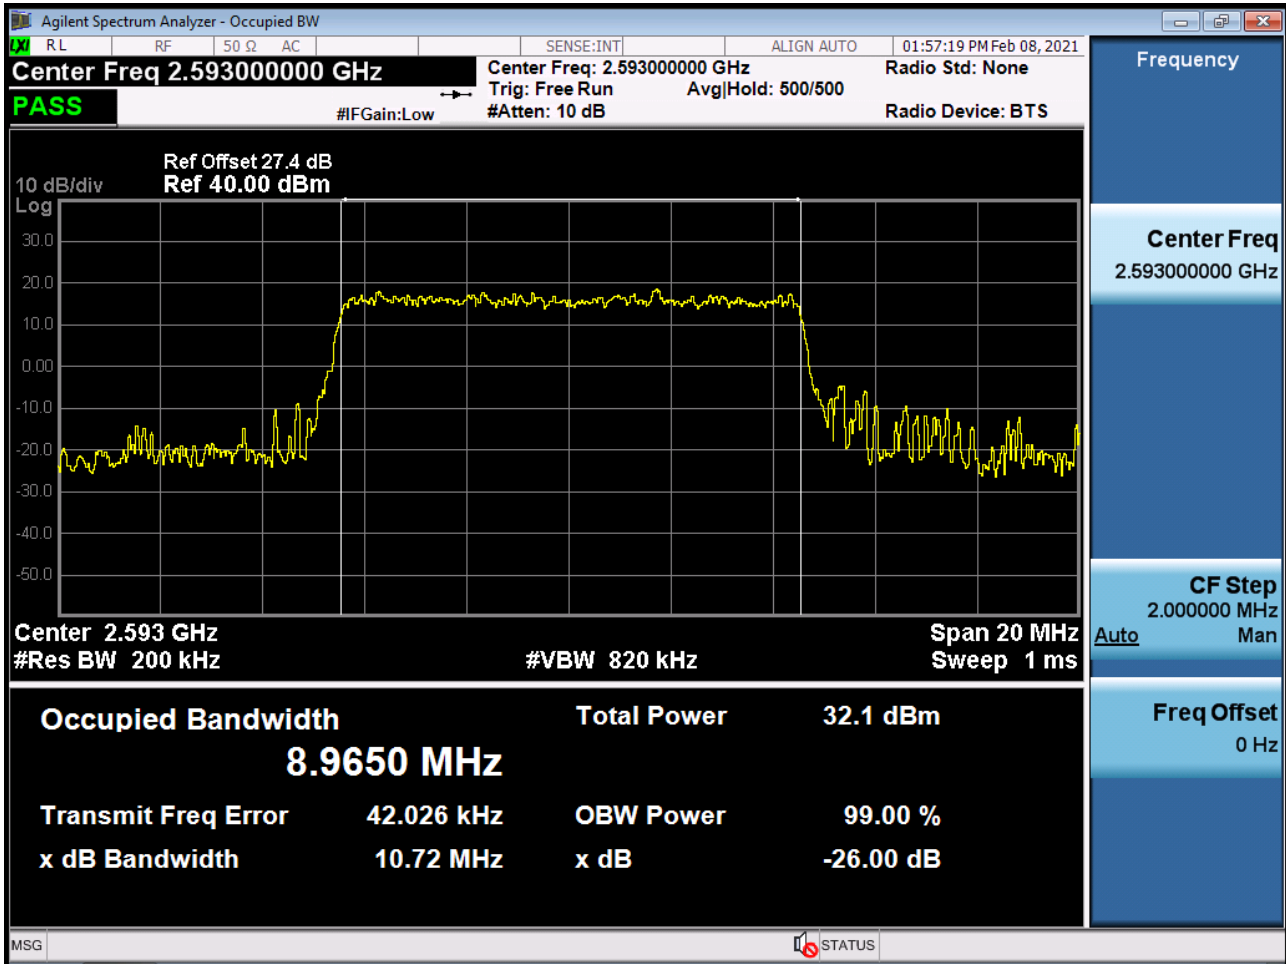 Agilent Spectrum Analyzer - Occupied BW
LXI RL RF 50 Ω AC SENSE:INT ALIGN AUTO 01:57:19 PM Feb 08, 2021
Center Freq 2.593000000 GHz
Center Freq: 2.593000000 GHz
Radio Std: None
Trig: Free Run Avg|Hold: 500/500
PASS
#IFGain:Low
#Atten: 10 dB
Radio Device: BTS
Ref Offset 27.4 dB
10 dB/div Ref 40.00 dBm
Log
30.0
20.0
10.0
0.00
-10.0
-20.0
-30.0
-40.0
-50.0
Center 2.593 GHz Span 20 MHz
#Res BW 200 kHz #VBW 820 kHz Sweep 1 ms
Occupied Bandwidth Total Power 32.1 dBm
8.9650 MHz
Transmit Freq Error 42.026 kHz OBW Power 99.00 %
x dB Bandwidth 10.72 MHz x dB -26.00 dB
MSG STATUS
Frequency
Center Freq
2.593000000 GHz
CF Step
2.000000 MHz
Auto Man
Freq Offset
0 Hz